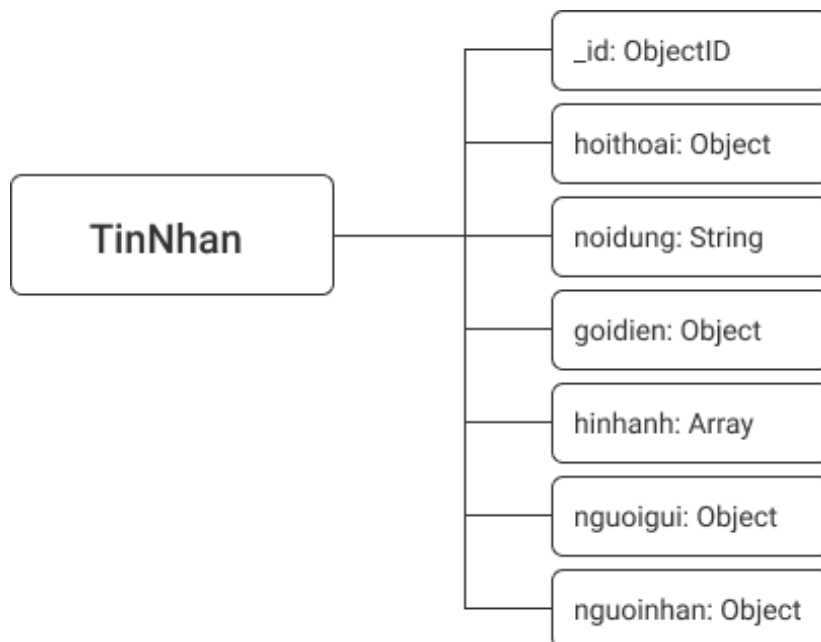 TinNhan
_id: ObjectID
hoithoai: Object
noidung: String
goidien: Object
hinhanh: Array
nguoigui: Object
nguoinhan: Object